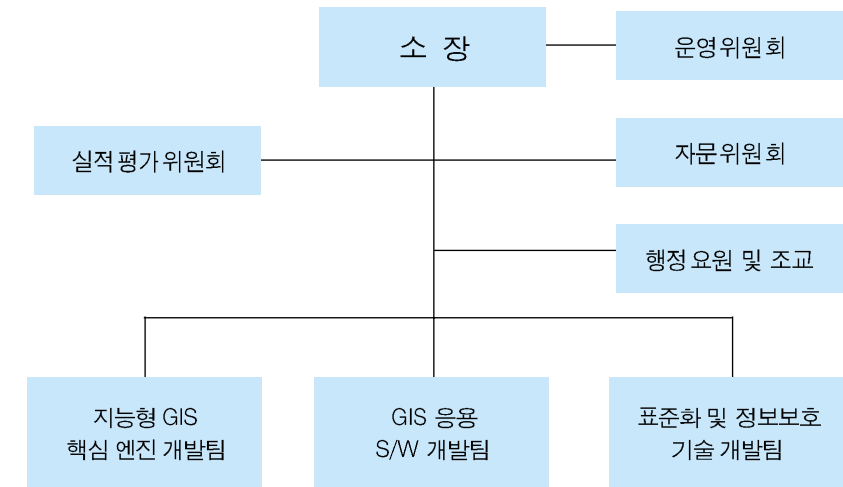 소 장
운영위원회
실적평가위원회
자문위원회
행정요원 및 조교
지능형 GIS
핵심 엔진 개발팀
GIS 응용
S/W 개발팀
표준화 및 정보보호
기술 개발팀